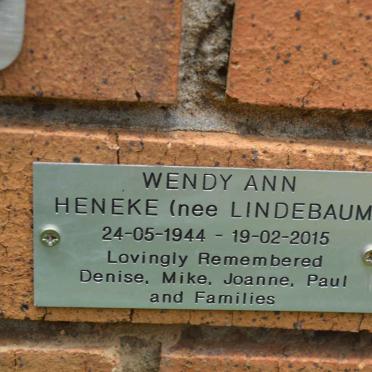 WENDY ANN
HENEKE (nee LINDEBAUM
24-05-1944 - 19-02-2015
Lovingly Remembered
Denise, Mike, Joanne, Paul
and Families